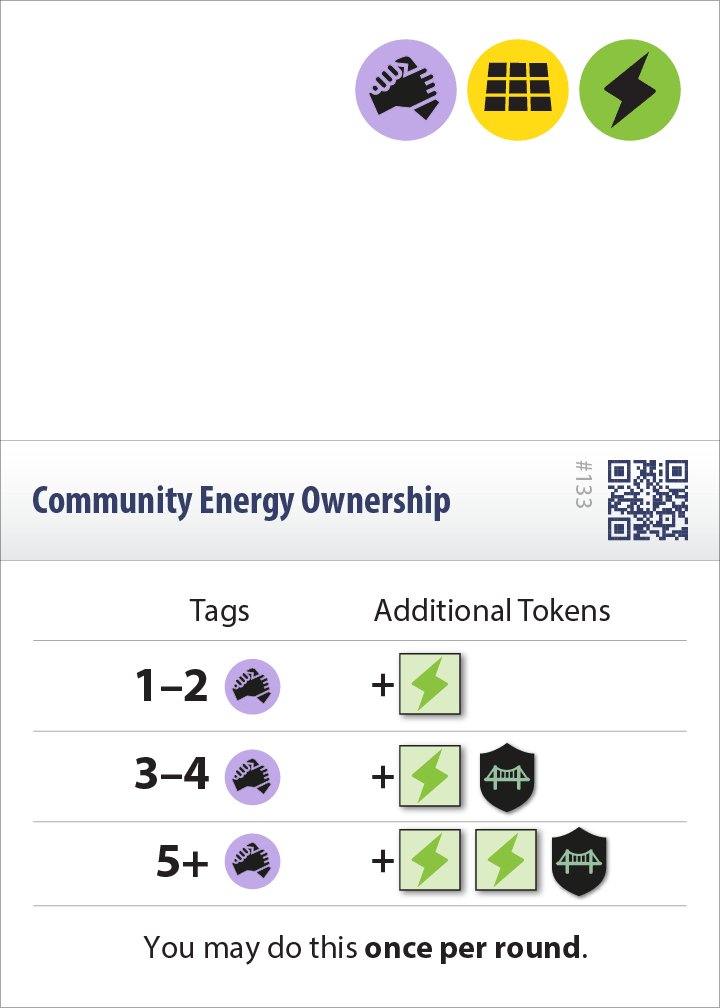 #133
Community Energy Ownership
Tags Additional Tokens
1–2 +
3–4 +
5+ +
You may do this once per round.